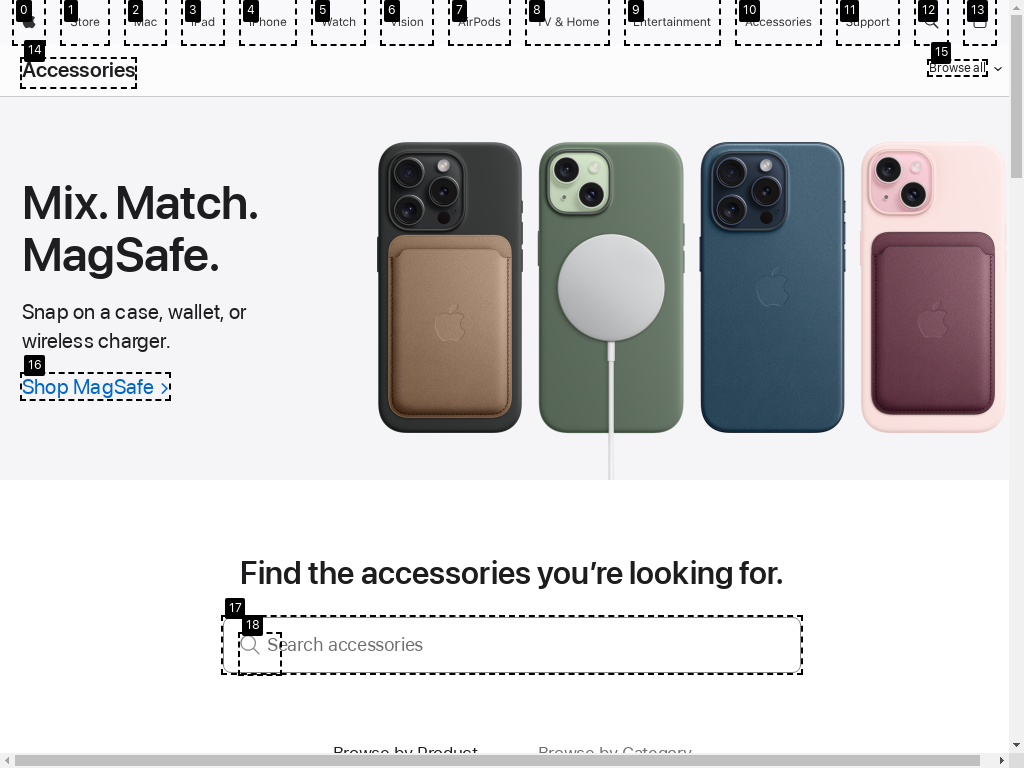 0 1 2 3 4 5 6 7 8 9 10 11 12 13
Store Mac iPad iPhone Watch Vision AirPods TV & Home Entertainment Accessories Support
14 15
Accessories Browse all
Mix. Match.
MagSafe.
Snap on a case, wallet, or
wireless charger.
16
Shop MagSafe
Find the accessories you're looking for.
17
18
Search accessories
Browse by Product Browse by Category